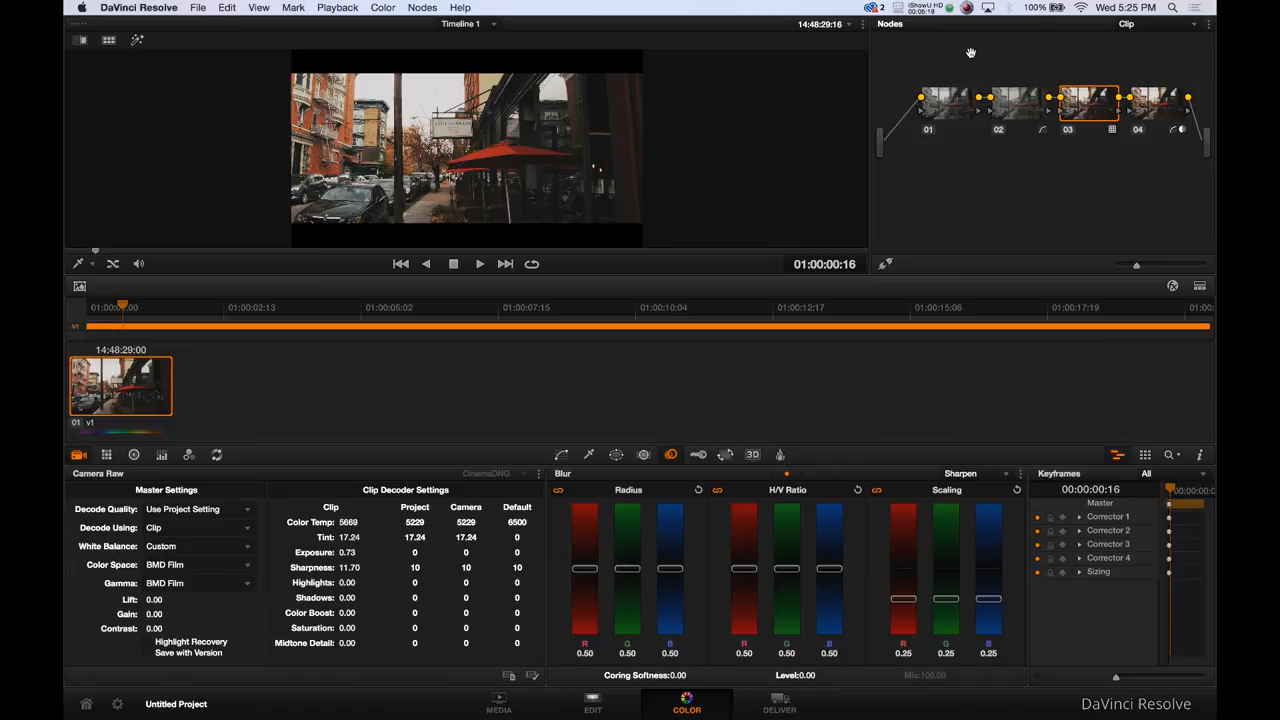 DaVinci Resolve File Edit View Mark Playback Color Nodes Help
2 iShowU HD 00:05:19 100% Wed 5:25 PM
Timeline 1 14:48:29:16 Nodes Clip
01 02 03 04
01:00:00:16
01:00:02:13 01:00:05:02 01:00:07:15 01:00:10:04 01:00:12:17 01:00:15:06 01:00:17:19
V1
14:48:29:00
01 v1
3D
Camera Raw CinemaDNG
Master Settings
Decode Quality: Use Project Setting
Decode Using: Clip
White Balance: Custom
Color Space: BMD Film
Gamma: BMD Film
Lift: 0.00
Gain: 0.00
Contrast: 0.00
Highlight Recovery
Save with Version
Clip Decoder Settings
Clip Project Camera Default
Color Temp: 5669 5229 5229 6500
Tint: 17.24 17.24 17.24 0
Exposure: 0.73 0 0 0
Sharpness: 11.70 10 10 10
Highlights: 0.00 0 0 0
Shadows: 0.00 0 0 0
Color Boost: 0.00 0 0 0
Saturation: 0.00 0 0 0
Midtone Detail: 0.00 0 0 0
Blur Sharpen
Radius H/V Ratio Scaling
R G B R G B R G B
0.50 0.50 0.50 0.50 0.50 0.50 0.25 0.25 0.25
Coring Softness:0.00 Level:0.00 Mix:100.00
Keyframes All
00:00:00:16
Master
Corrector 1
Corrector 2
Corrector 3
Corrector 4
Sizing
Untitled Project MEDIA EDIT COLOR DELIVER DaVinci Resolve